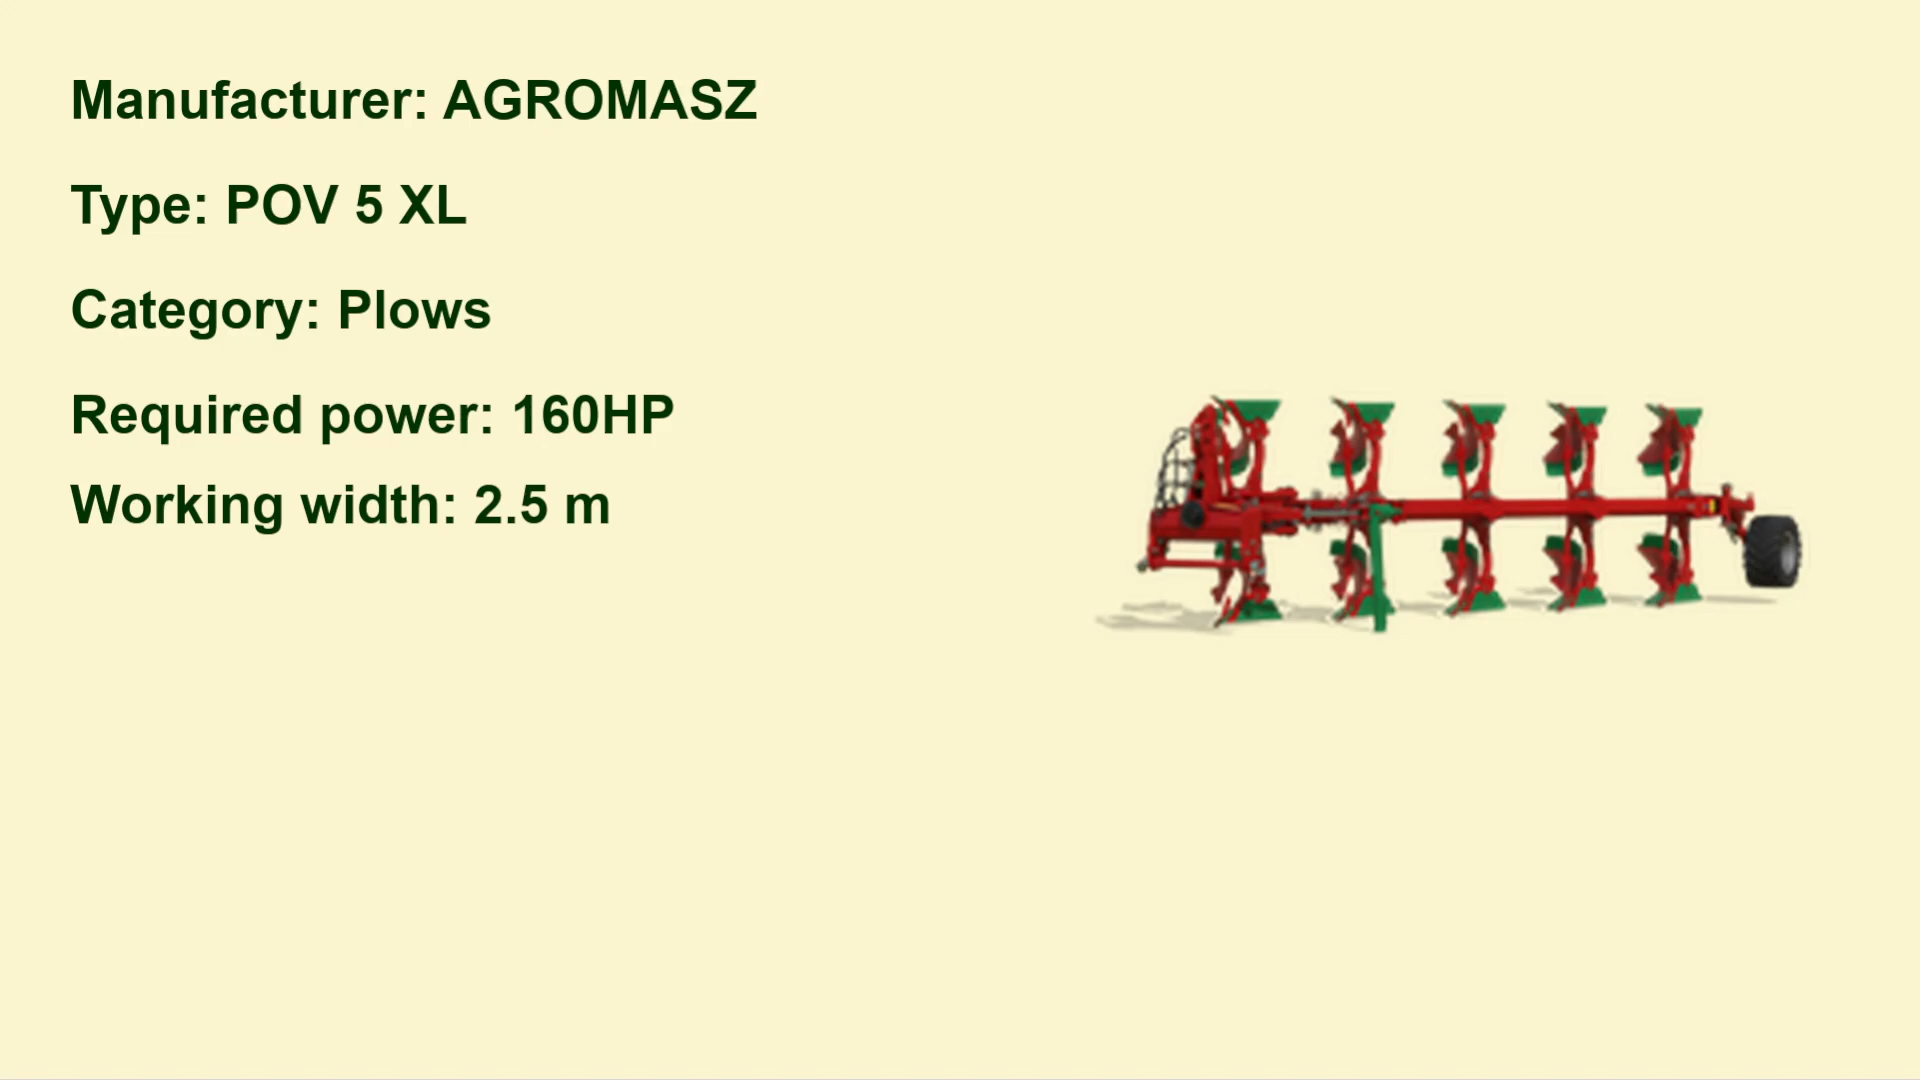 Manufacturer: AGROMASZ
Type: POV 5 XL
Category: Plows
Required power: 160HP
Working width: 2.5 m